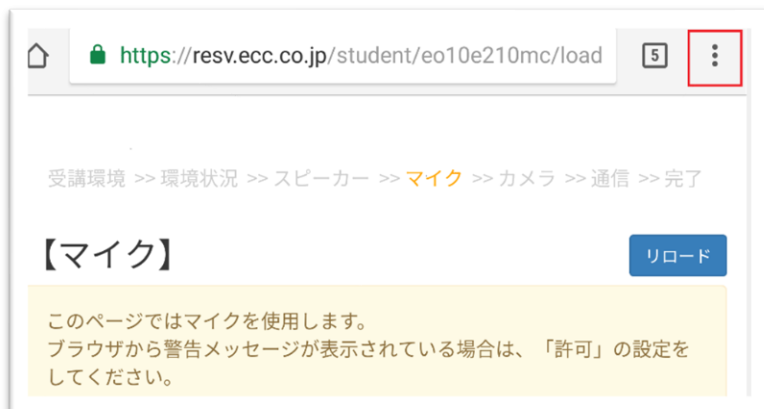 https://resv.ecc.co.jp/student/eo10e210mc/load 5
受講環境 >> 環境状況 >> スピーカー >> マイク >> カメラ >> 通信 >> 完了
【マイク】 リロード
このページではマイクを使用します。
ブラウザから警告メッセージが表示されている場合は、「許可」の設定を
してください。